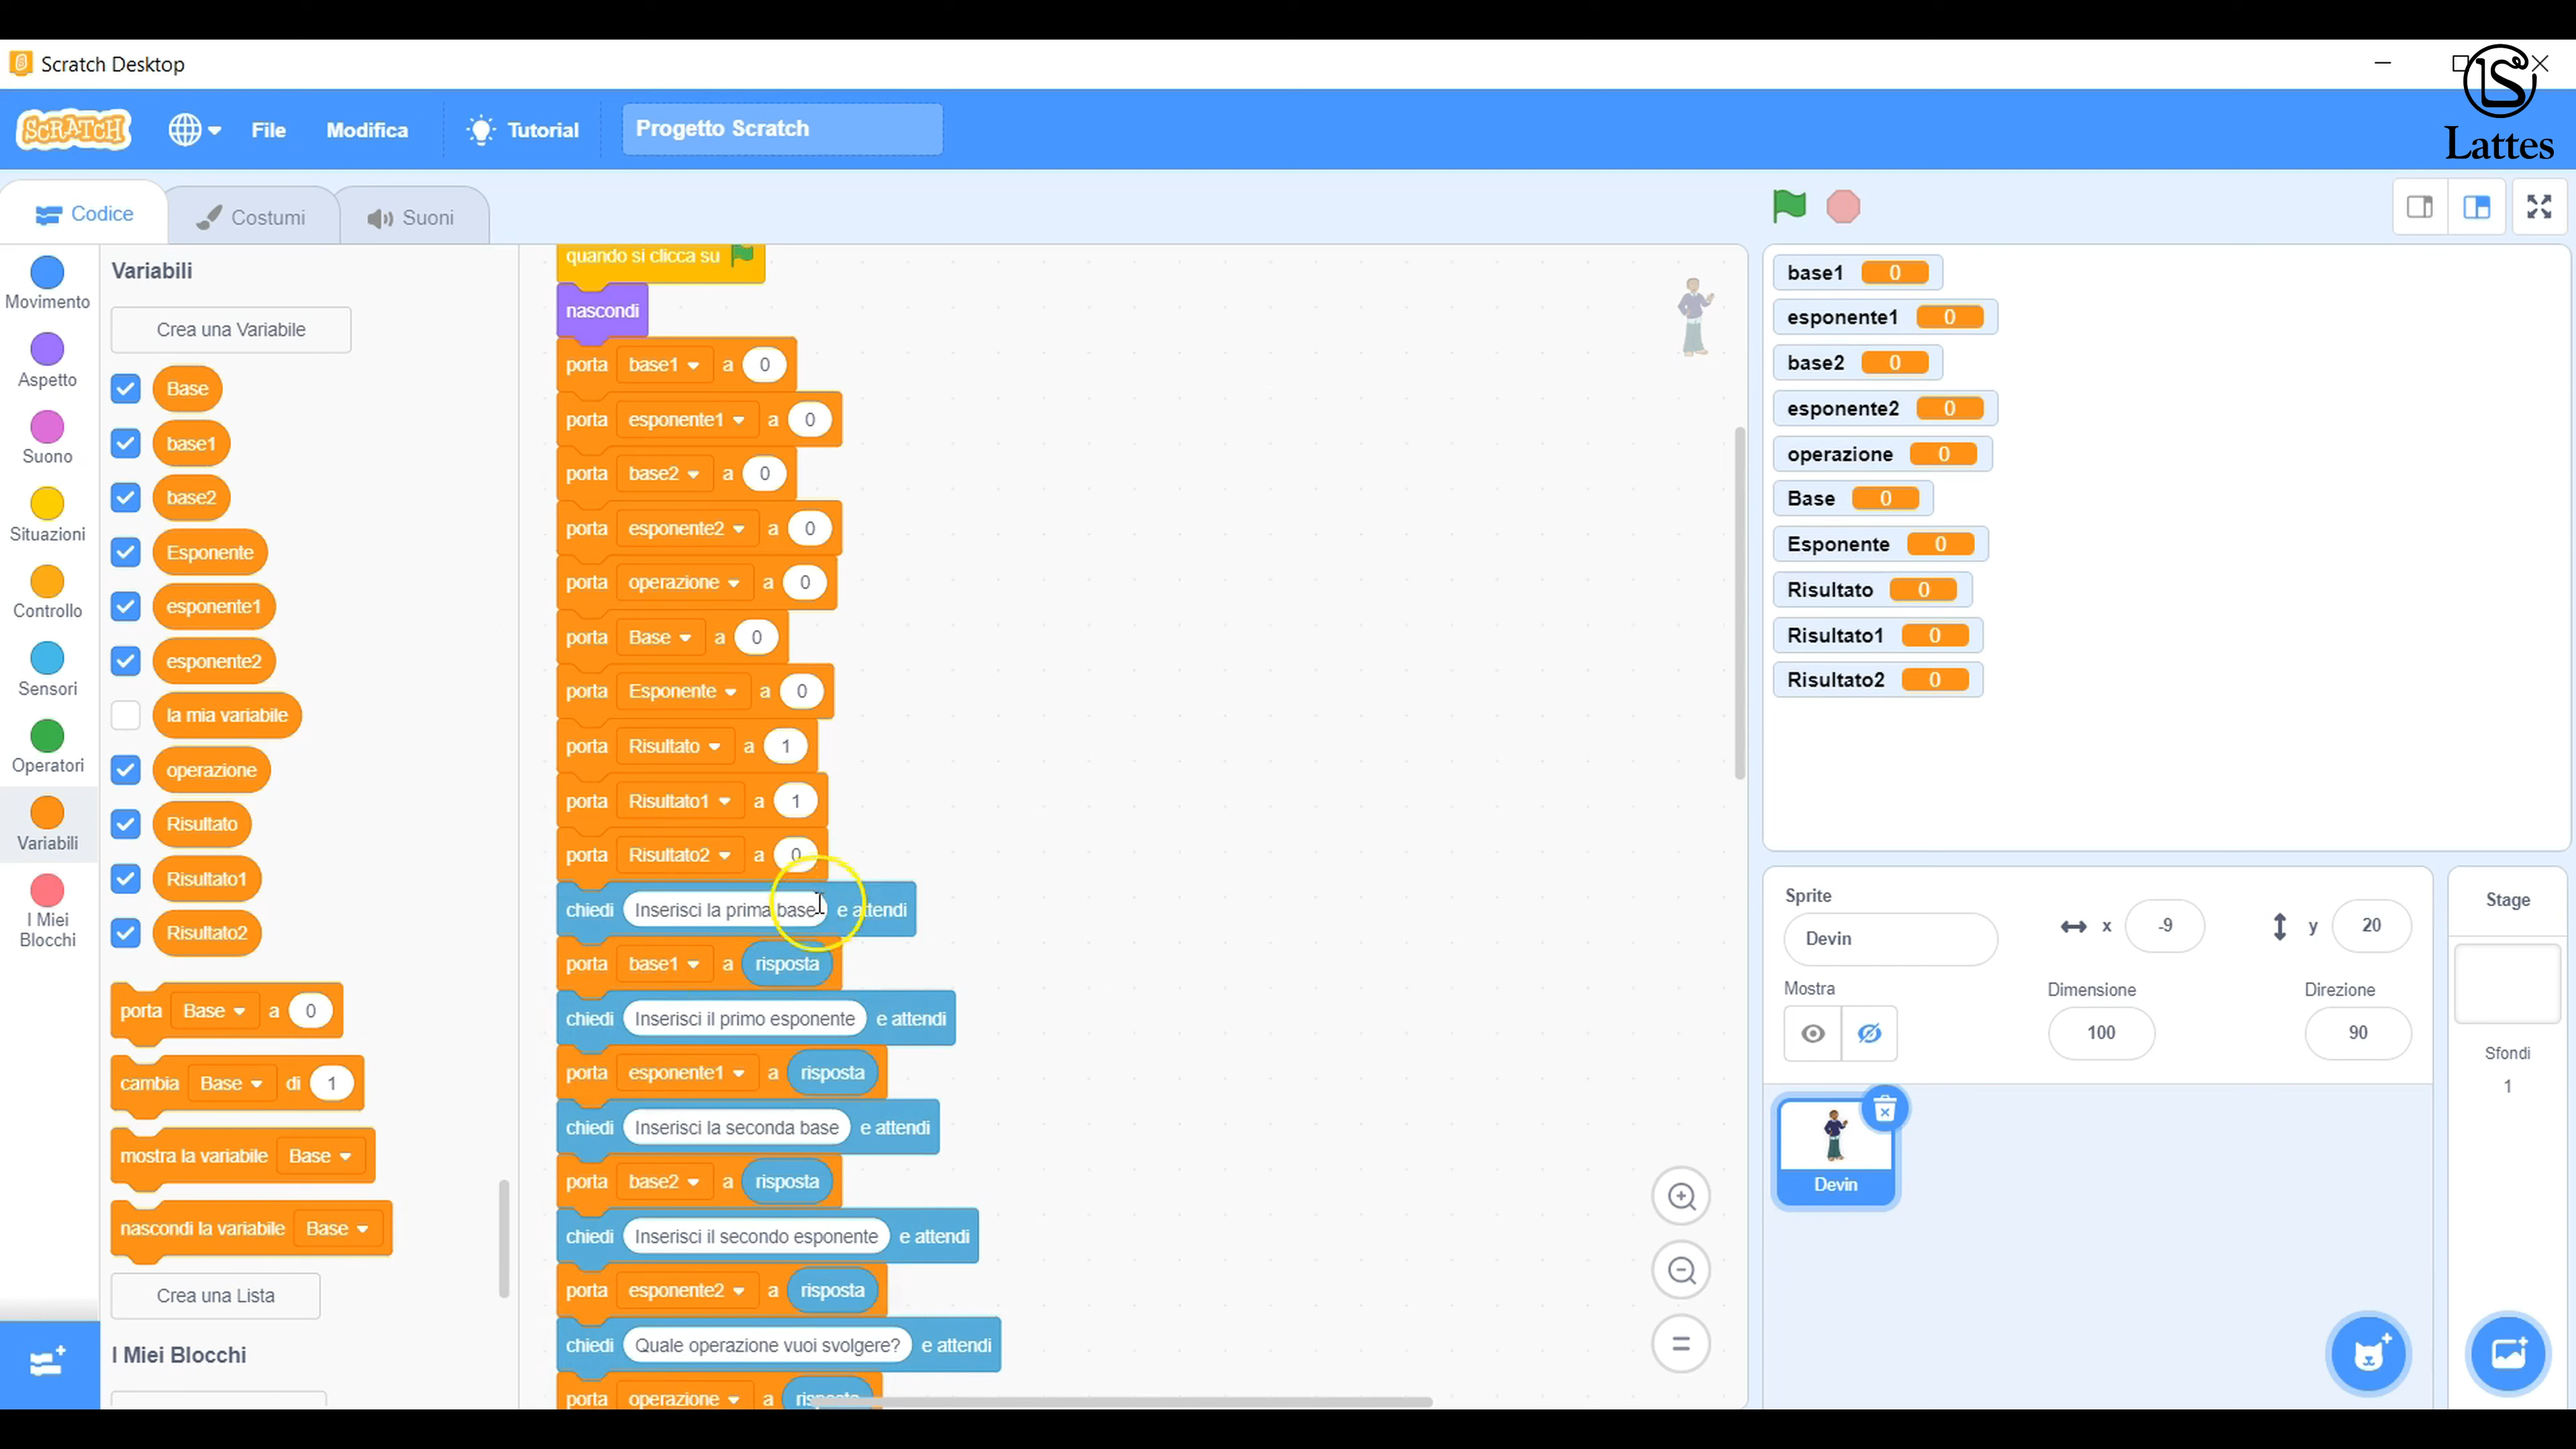 Scratch Desktop
LS
Lattes
SCRATCH
File
Modifica
Tutorial
Progetto Scratch
Codice
Costumi
Suoni
Movimento
Aspetto
Suono
Situazioni
Controllo
Sensori
Operatori
Variabili
I Miei
Blocchi
Variabili
Crea una Variabile
Base
base1
base2
Esponente
esponente1
esponente2
la mia variabile
operazione
Risultato
Risultato1
Risultato2
porta Base a 0
cambia Base di 1
mostra la variabile Base
nascondi la variabile Base
Crea una Lista
I Miei Blocchi
quando si clicca su
nascondi
porta base1 a 0
porta esponente1 a 0
porta base2 a 0
porta esponente2 a 0
porta operazione a 0
porta Base a 0
porta Esponente a 0
porta Risultato a 1
porta Risultato1 a 1
porta Risultato2 a 0
chiedi Inserisci la prima base e attendi
porta base1 a risposta
chiedi Inserisci il primo esponente e attendi
porta esponente1 a risposta
chiedi Inserisci la seconda base e attendi
porta base2 a risposta
chiedi Inserisci il secondo esponente e attendi
porta esponente2 a risposta
chiedi Quale operazione vuoi svolgere? e attendi
porta operazione a risposta
base1 0
esponente1 0
base2 0
esponente2 0
operazione 0
Base 0
Esponente 0
Risultato 0
Risultato1 0
Risultato2 0
Sprite
Devin
x -9
y 20
Mostra
Dimensione
100
Direzione
90
Devin
Stage
Sfondi
1